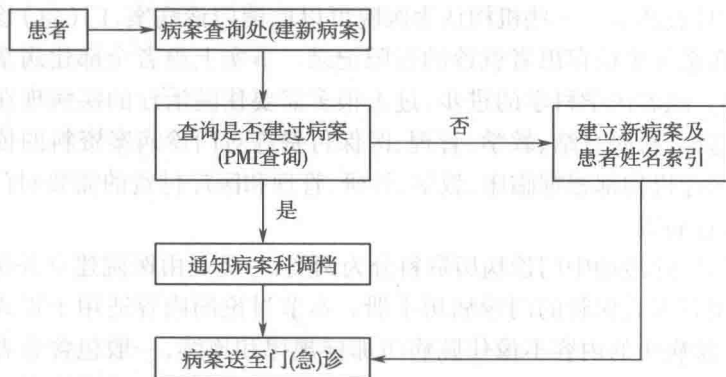 患者
病案查询处(建新病案)
查询是否建过病案
(PMI查询)
否
建立新病案及
患者姓名索引
是
通知病案科调档
病案送至门(急)诊